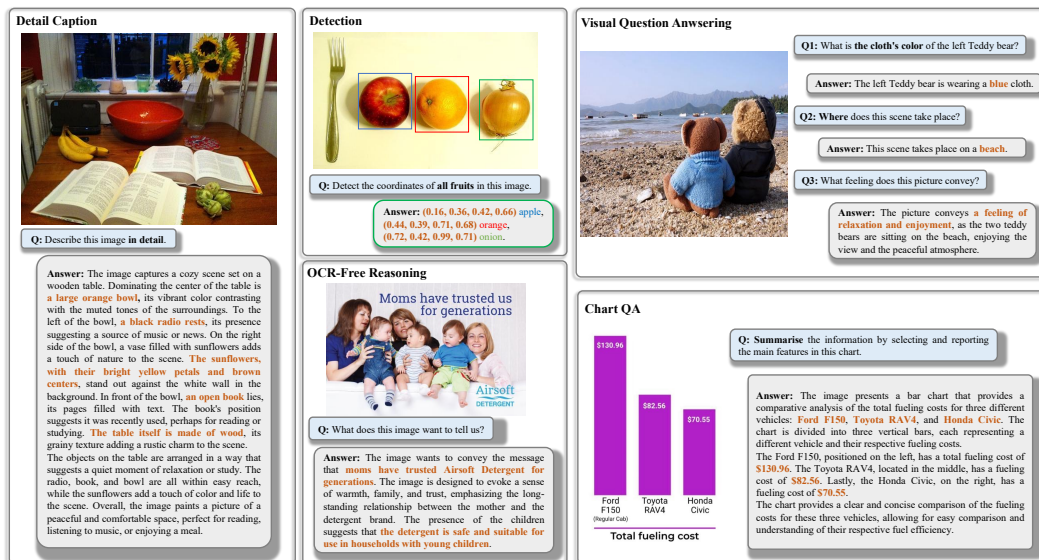 Detail Caption
Q: Describe this image in detail.
Answer: The image captures a cozy scene set on a
wooden table. Dominating the center of the table is
a large orange bowl, its vibrant color contrasting
with the muted tones of the surroundings. To the
left of the bowl, a black radio rests, its presence
suggesting a source of music or news. On the right
side of the bowl, a vase filled with sunflowers adds
a touch of nature to the scene. The sunflowers,
with their bright yellow petals and brown
centers, stand out against the white wall in the
background. In front of the bowl, an open book lies,
its pages filled with text. The book's position
suggests it was recently used, perhaps for reading or
studying. The table itself is made of wood, its
grainy texture adding a rustic charm to the scene.
The objects on the table are arranged in a way that
suggests a quiet moment of relaxation or study. The
radio, book, and bowl are all within easy reach,
while the sunflowers add a touch of color and life to
the scene. Overall, the image paints a picture of a
peaceful and comfortable space, perfect for reading,
listening to music, or enjoying a meal.
Detection
Q: Detect the coordinates of all fruits in this image.
Answer: (0.16, 0.36, 0.42, 0.66) apple,
(0.44, 0.39, 0.71, 0.68) orange,
(0.72, 0.42, 0.99, 0.71) onion.
OCR-Free Reasoning
Moms have trusted us
for generations
Airsoft
DETERGENT
Q: What does this image want to tell us?
Answer: The image wants to convey the message
that moms have trusted Airsoft Detergent for
generations. The image is designed to evoke a sense
of warmth, family, and trust, emphasizing the long-
standing relationship between the mother and the
detergent brand. The presence of the children
suggests that the detergent is safe and suitable for
use in households with young children.
Visual Question Anwsering
Q1: What is the cloth's color of the left Teddy bear?
Answer: The left Teddy bear is wearing a blue cloth.
Q2: Where does this scene take place?
Answer: This scene takes place on a beach.
Q3: What feeling does this picture convey?
Answer: The picture conveys a feeling of
relaxation and enjoyment, as the two teddy
bears are sitting on the beach, enjoying the
view and the peaceful atmosphere.
Chart QA
$130.96
$82.56
$70.55
Ford
F150
(Regular Cab)
Toyota
RAV4
Honda
Civic
Total fueling cost
Q: Summarise the information by selecting and reporting
the main features in this chart.
Answer: The image presents a bar chart that provides a
comparative analysis of the total fueling costs for three different
vehicles: Ford F150, Toyota RAV4, and Honda Civic. The
chart is divided into three vertical bars, each representing a
different vehicle and their respective fueling costs.
The Ford F150, positioned on the left, has a total fueling cost of
$130.96. The Toyota RAV4, located in the middle, has a fueling
cost of $82.56. Lastly, the Honda Civic, on the right, has a
fueling cost of $70.55.
The chart provides a clear and concise comparison of the fueling
costs for these three vehicles, allowing for easy comparison and
understanding of their respective fuel efficiency.